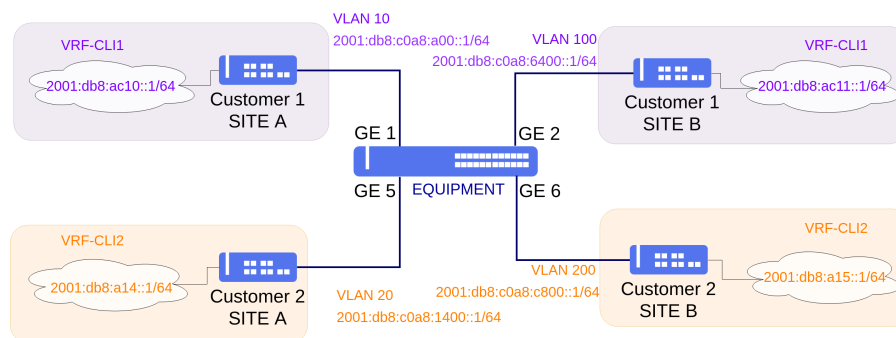 VLAN 10
2001:db8:c0a8:a00::1/64
VRF-CLI1
2001:db8:ac10::1/64
Customer 1
SITE A
VLAN 100
2001:db8:c0a8:6400::1/64
VRF-CLI1
2001:db8:ac11::1/64
Customer 1
SITE B
GE 1
GE 2
GE 5
EQUIPMENT
GE 6
VRF-CLI2
2001:db8:a14::1/64
Customer 2
SITE A
VLAN 20
2001:db8:c0a8:1400::1/64
VLAN 200
2001:db8:c0a8:c800::1/64
VRF-CLI2
2001:db8:a15::1/64
Customer 2
SITE B